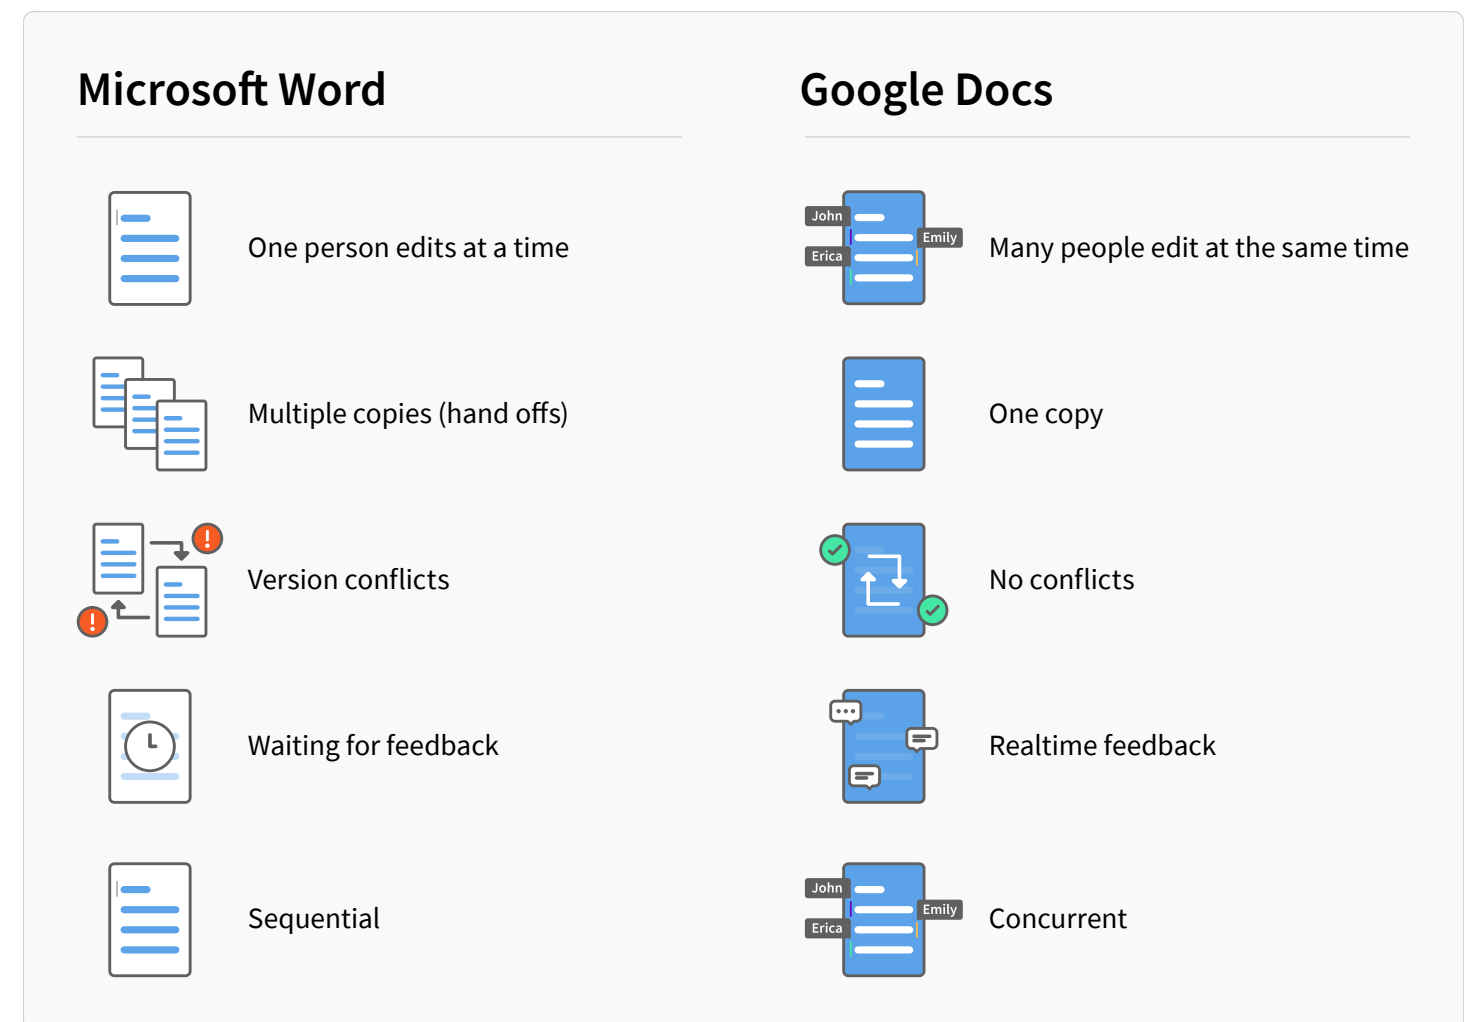 Microsoft Word
One person edits at a time
Multiple copies (hand offs)
Version conflicts
Waiting for feedback
Sequential
Google Docs
John
Emily
Erica
Many people edit at the same time
One copy
No conflicts
Realtime feedback
John
Emily
Erica
Concurrent